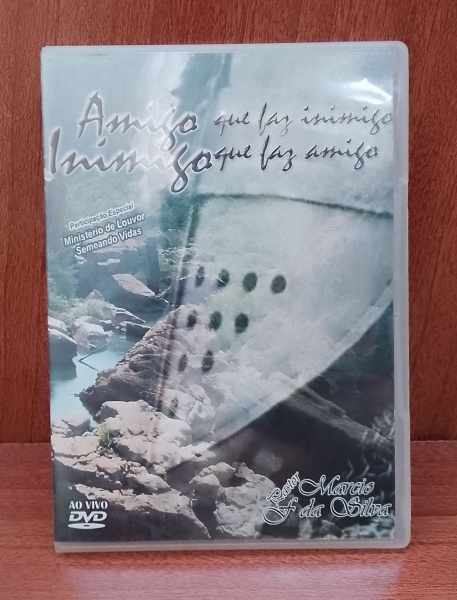 Amigo que faz inimigo
Inimigo que faz amigo
Participação Especial
Ministério de Louvor
Semeando Vidas
Pastor Marcio
F da Silva
AO VIVO
DVD